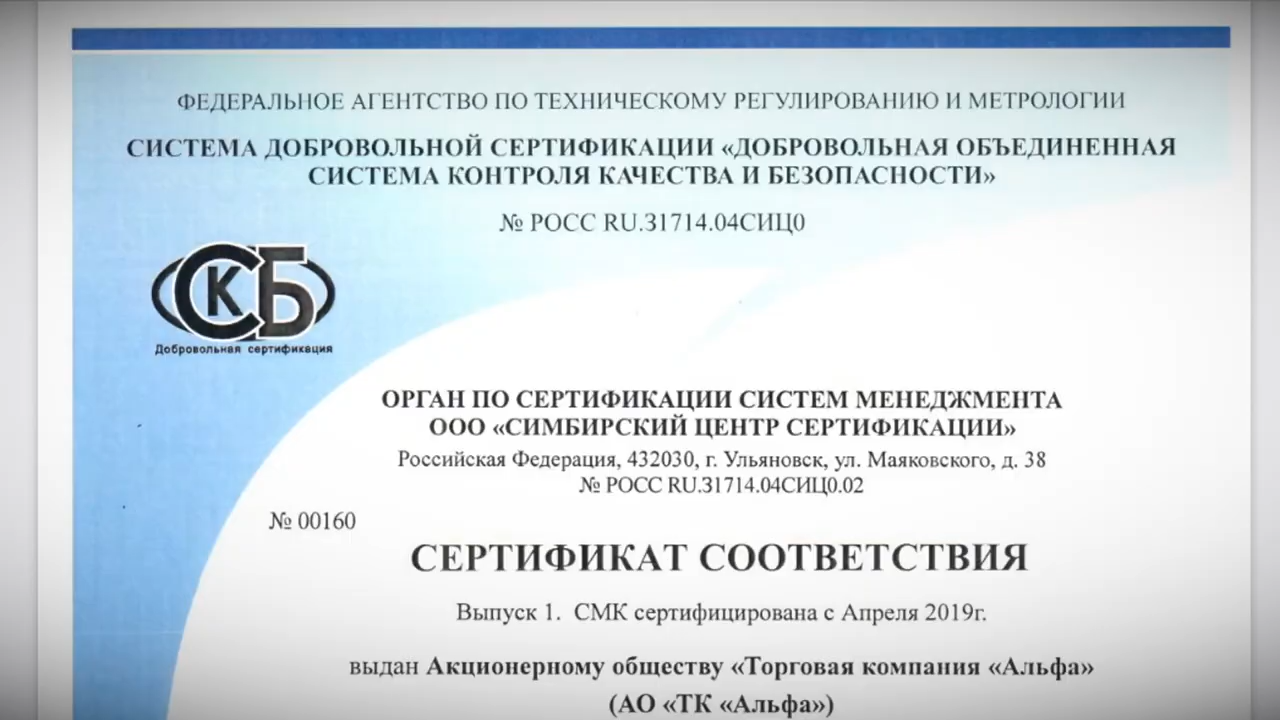 ФЕДЕРАЛЬНОЕ АГЕНТСТВО ПО ТЕХНИЧЕСКОМУ РЕГУЛИРОВАНИЮ И МЕТРОЛОГИИ
СИСТЕМА ДОБРОВОЛЬНОЙ СЕРТИФИКАЦИИ «ДОБРОВОЛЬНАЯ ОБЪЕДИНЕННАЯ
СИСТЕМА КОНТРОЛЯ КАЧЕСТВА И БЕЗОПАСНОСТИ»
№ РОСС RU.31714.04СИЦ0
СКБ
Добровольная сертификация
ОРГАН ПО СЕРТИФИКАЦИИ СИСТЕМ МЕНЕДЖМЕНТА
ООО «СИМБИРСКИЙ ЦЕНТР СЕРТИФИКАЦИИ»
Российская Федерация, 432030, г. Ульяновск, ул. Маяковского, д. 38
№ РОСС RU.31714.04СИЦ0.02
№ 00160
СЕРТИФИКАТ СООТВЕТСТВИЯ
Выпуск 1. СМК сертифицирована с Апреля 2019г.
выдан Акционерному обществу «Торговая компания «Альфа»
(АО «ТК «Альфа»)